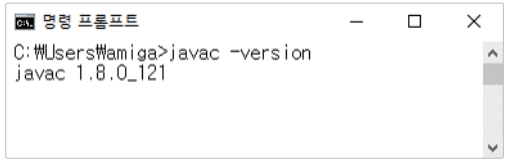 명령 프롬프트
C:₩Users₩amiga>javac -version
javac 1.8.0_121